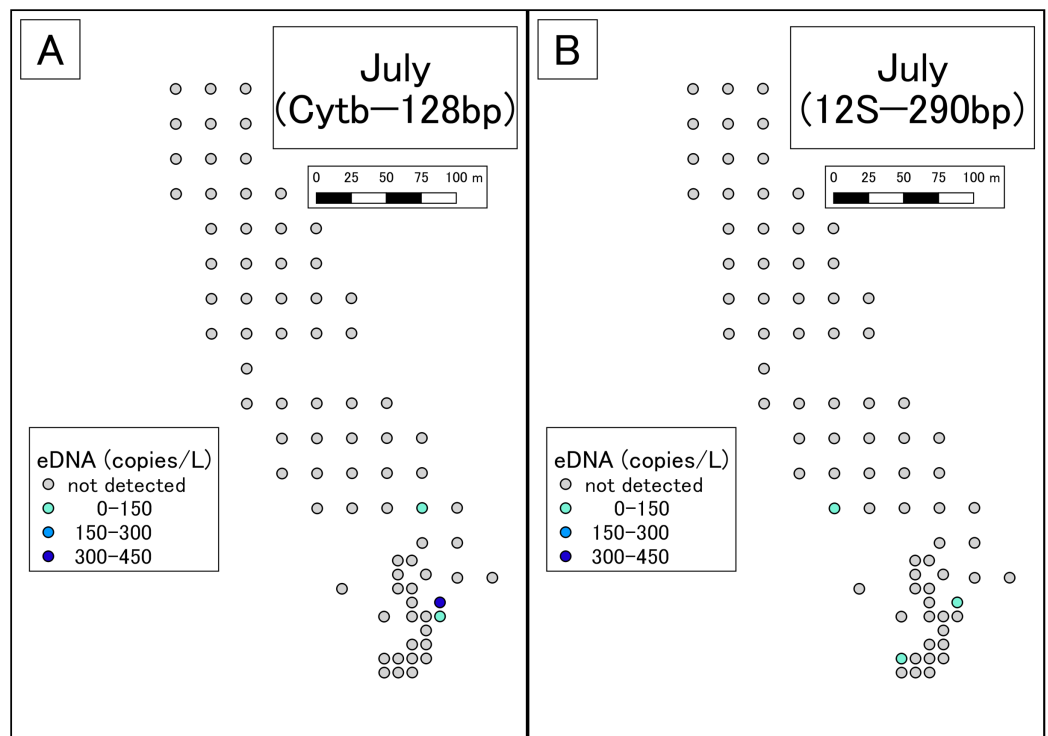 A
July
(Cytb−128bp)
0 25 50 75 100 m
eDNA (copies/L)
not detected
0−150
150−300
300−450
B
July
(12S−290bp)
0 25 50 75 100 m
eDNA (copies/L)
not detected
0−150
150−300
300−450